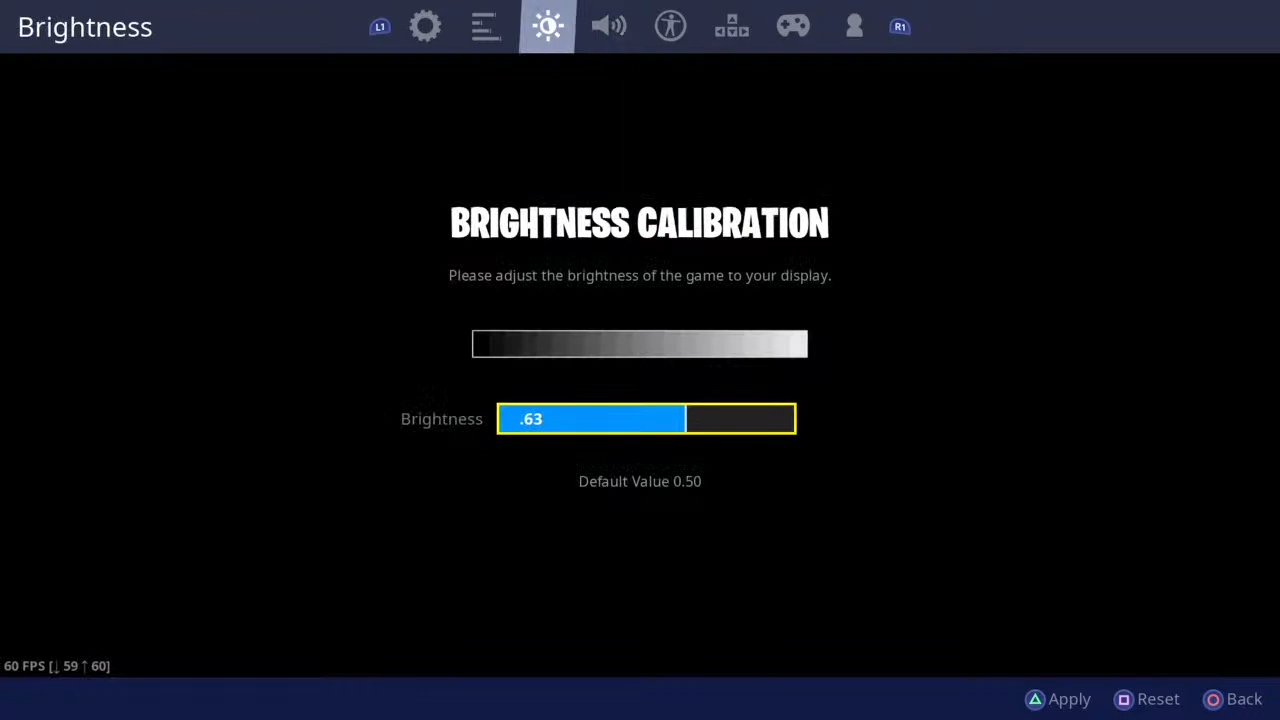 Brightness
L1
R1
BRIGHTNESS CALIBRATION
Please adjust the brightness of the game to your display.
Brightness .63
Default Value 0.50
60 FPS [↓ 59 ↑ 60]
Apply Reset Back